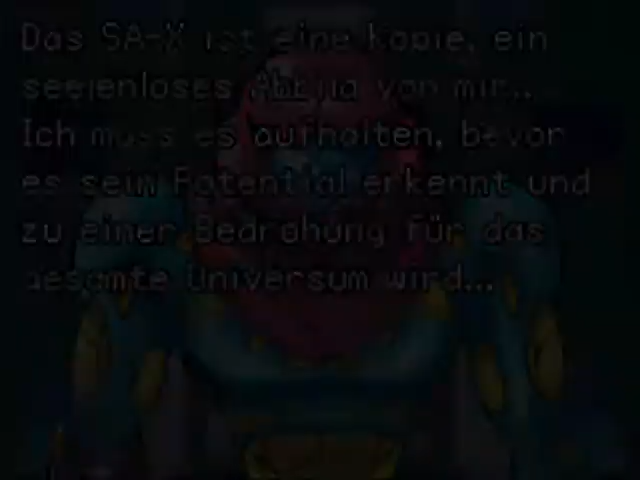 Das SA-X ist eine Kopie, ein
seelenloses Abbild von mir..
Ich muss es aufhalten, bevor
es sein Potential erkennt und
zu einer Bedrohung für das
gesamte Universum wird...